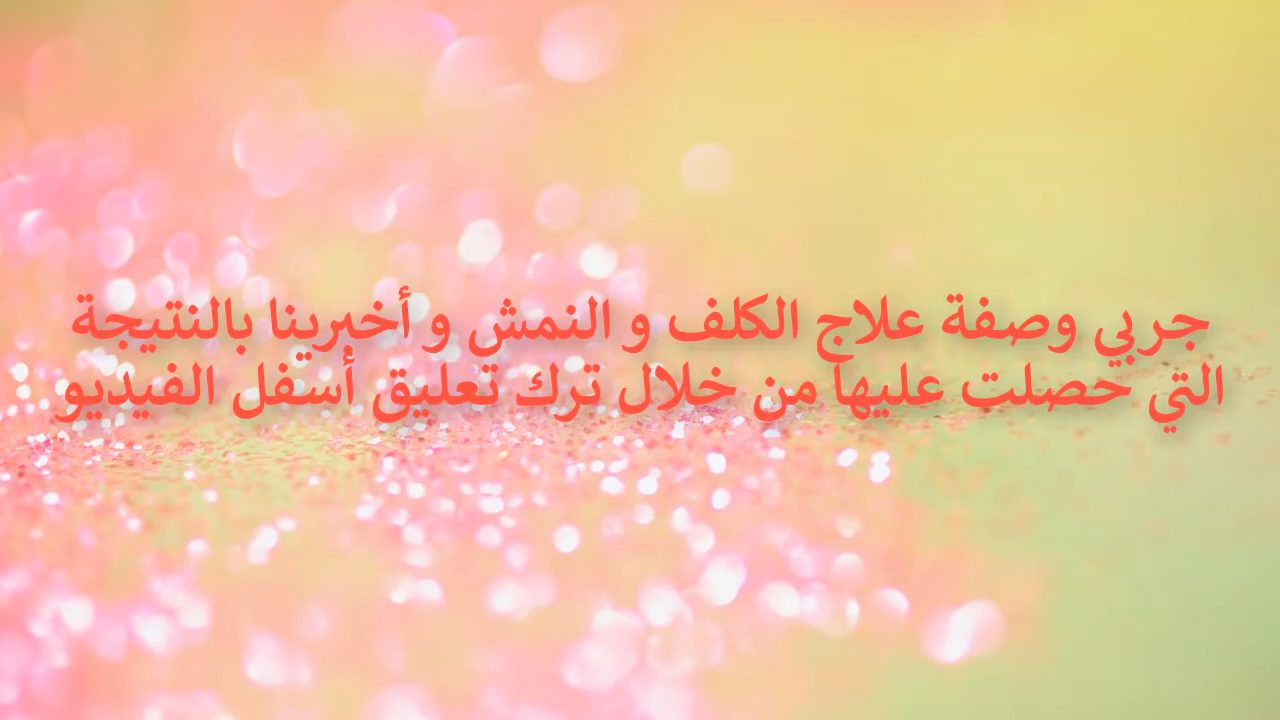 جربي وصفة علاج الكلف و النمش و أخبرينا بالنتيجة
التي حصلت عليها من خلال ترك تعليق أسفل الفيديو